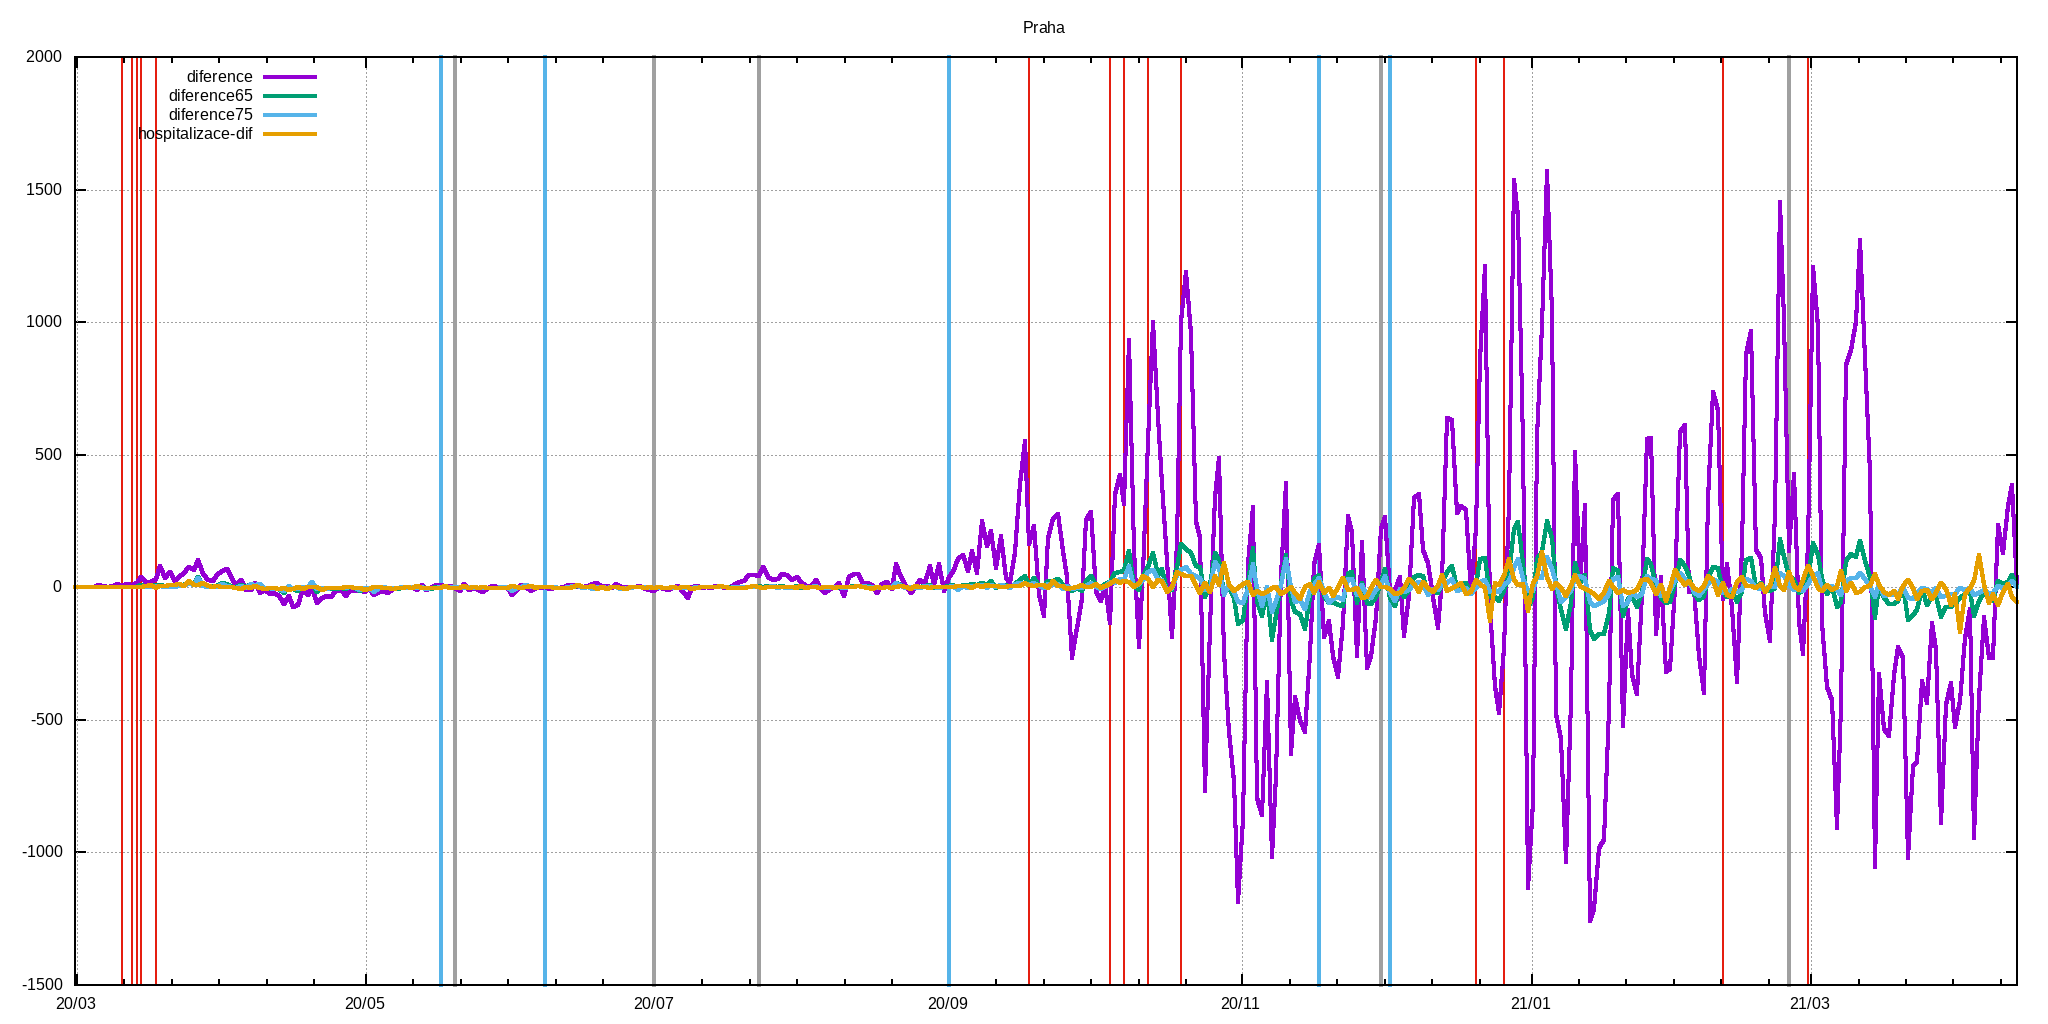 Praha
2000
1500
1000
500
0
-500
-1000
-1500
diference
diference65
diference75
hospitalizace-dif
20/03 20/05 20/07 20/09 20/11 21/01 21/03